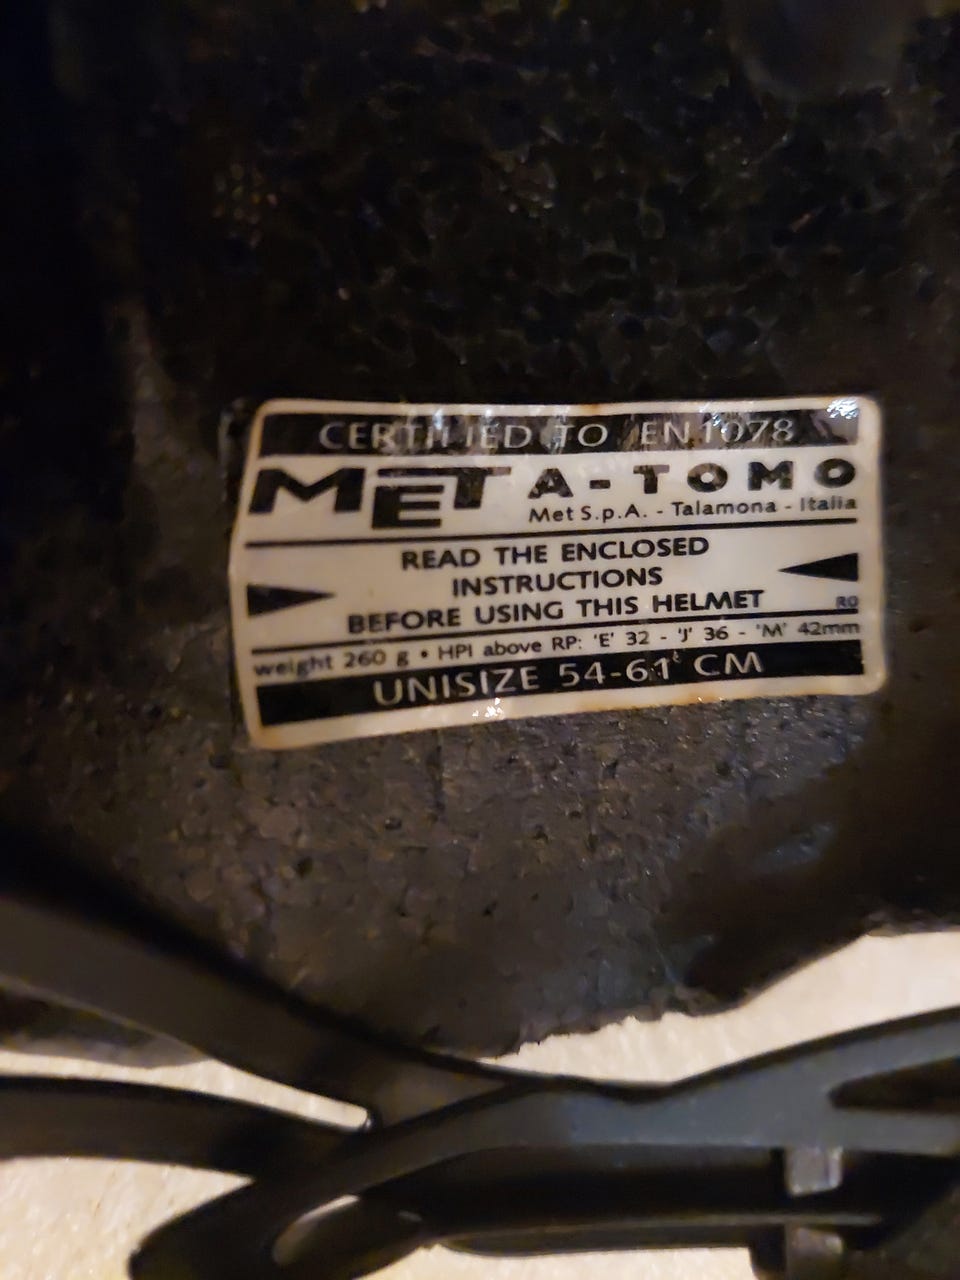 CERTIFIED TO EN1078
MET A-TOMO
Met S.p.A. - Talamona - Italia
READ THE ENCLOSED
INSTRUCTIONS
BEFORE USING THIS HELMET
RO
weight 260 g • HPI above RP: 'E' 32 - 'J' 36 - 'M' 42mm
UNISIZE 54-61 CM